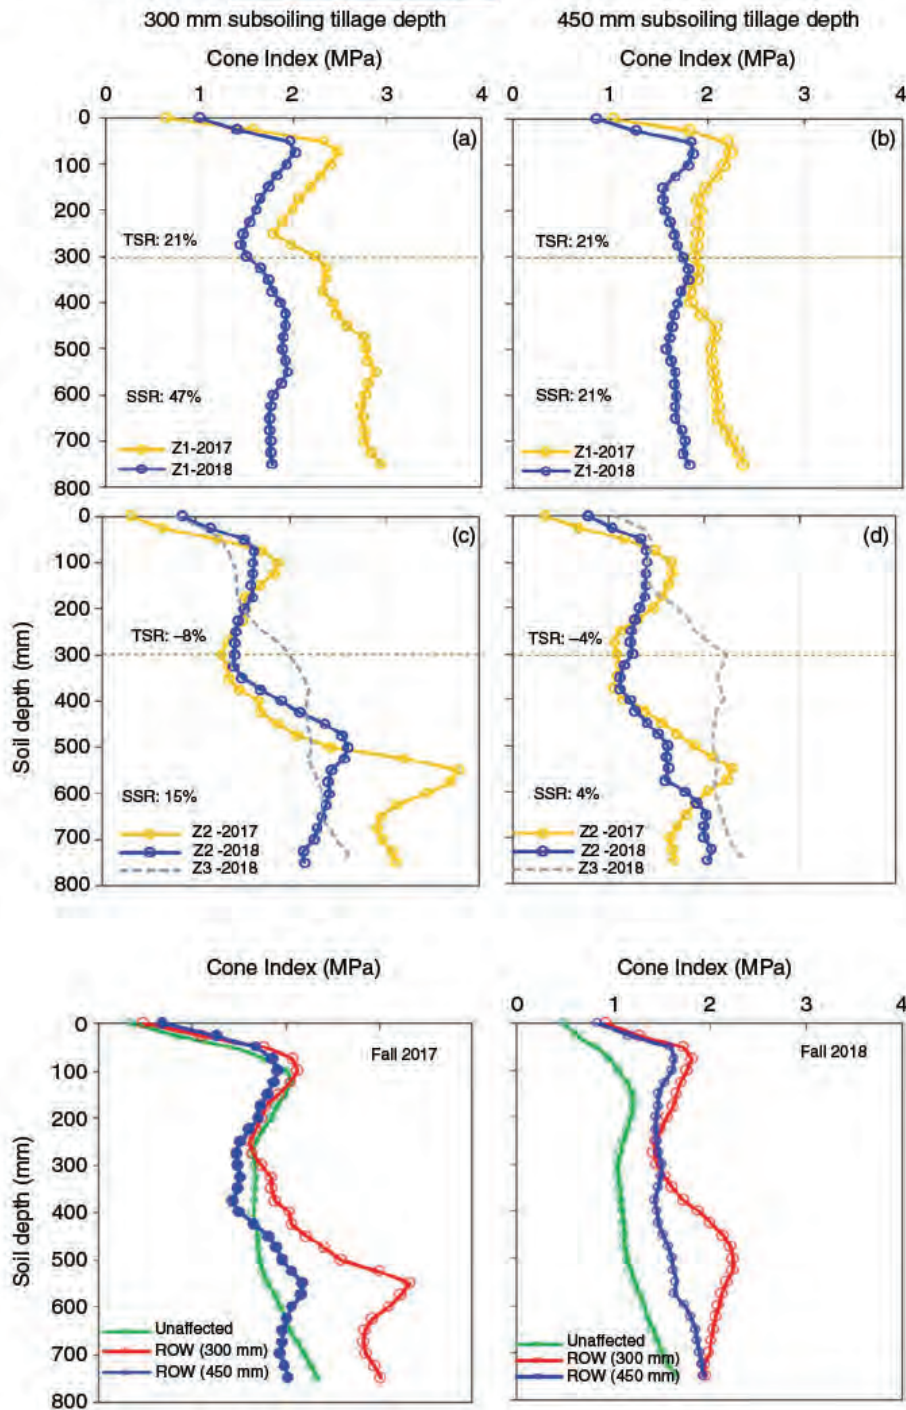 300 mm subsoiling tillage depth
450 mm subsoiling tillage depth
Cone Index (MPa)
Cone Index (MPa)
0 1 2 3 4
0 1 2 3 4
0
100
200
300
400
500
600
700
800
(a)
TSR: 21%
SSR: 47%
Z1-2017
Z1-2018
(b)
TSR: 21%
SSR: 21%
Z1-2017
Z1-2018
Soil depth (mm)
0
100
200
300
400
500
600
700
800
(c)
TSR: –8%
SSR: 15%
Z2 -2017
Z2 -2018
Z3 -2018
(d)
TSR: –4%
SSR: 4%
Z2 -2017
Z2 -2018
Z3 -2018
Cone Index (MPa)
Cone Index (MPa)
0 1 2 3 4
Soil depth (mm)
0
100
200
300
400
500
600
700
800
Fall 2017
Unaffected
ROW (300 mm)
ROW (450 mm)
Fall 2018
Unaffected
ROW (300 mm)
ROW (450 mm)